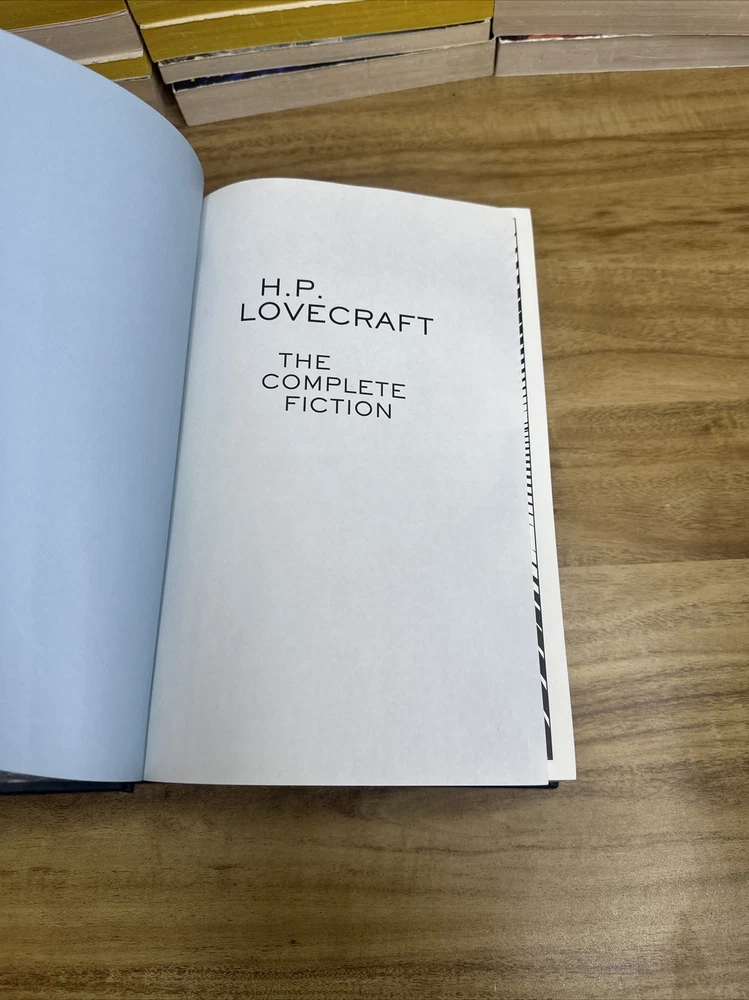 H.P.
LOVECRAFT
THE
COMPLETE
FICTION